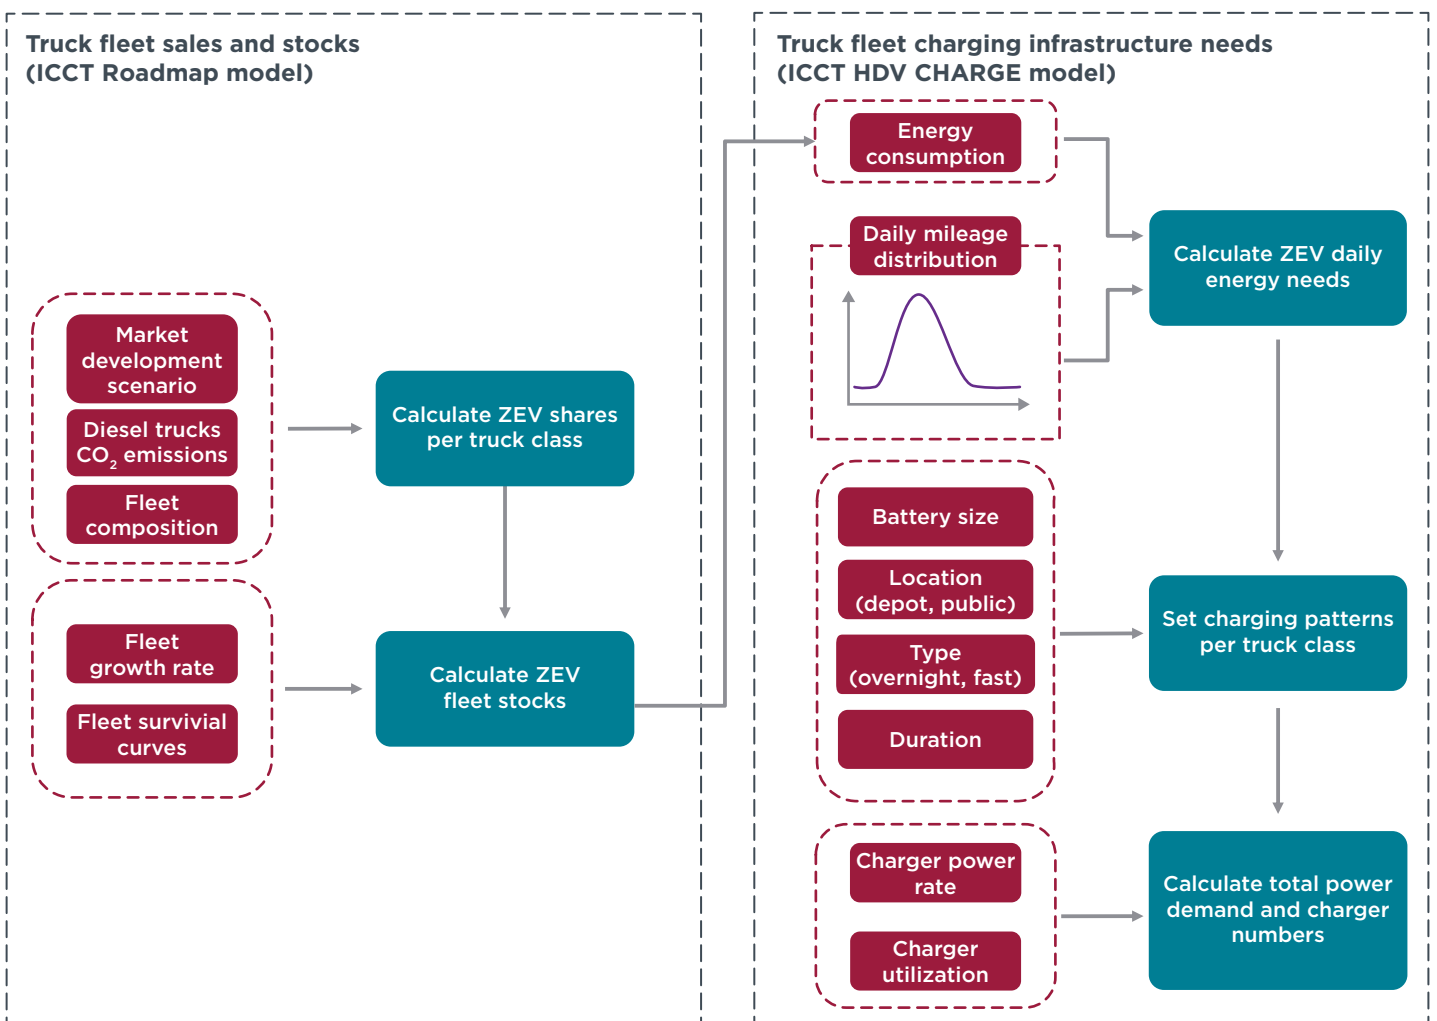 Truck fleet sales and stocks
(ICCT Roadmap model)
Market
development
scenario
Diesel trucks
CO2 emissions
Fleet
composition
Calculate ZEV shares
per truck class
Fleet
growth rate
Fleet survivial
curves
Calculate ZEV
fleet stocks
Truck fleet charging infrastructure needs
(ICCT HDV CHARGE model)
Energy
consumption
Daily mileage
distribution
Calculate ZEV daily
energy needs
Battery size
Location
(depot, public)
Type
(overnight, fast)
Duration
Set charging patterns
per truck class
Charger power
rate
Charger
utilization
Calculate total power
demand and charger
numbers